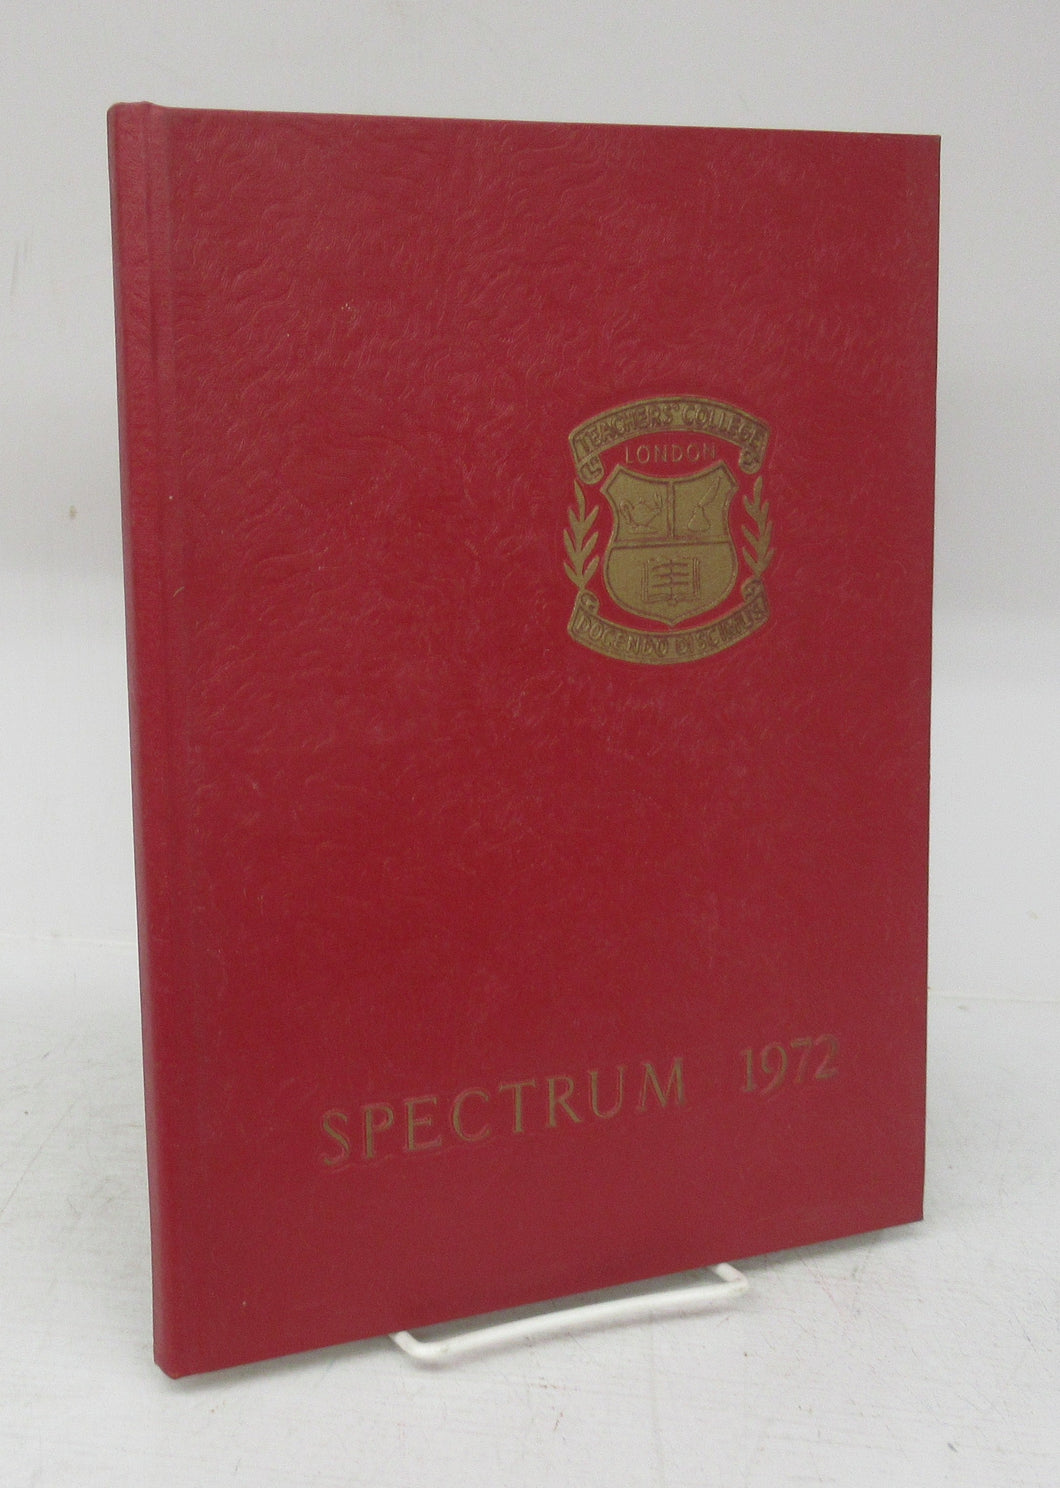 TEACHERS' COLLEGE
LONDON
DOCENDO DISCIMUS
SPECTRUM 1972